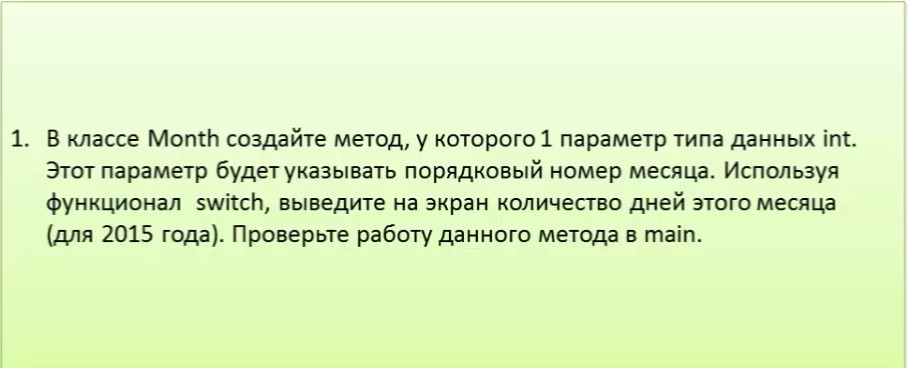 1. В классе Month создайте метод, у которого 1 параметр типа данных int.
Этот параметр будет указывать порядковый номер месяца. Используя
функционал switch, выведите на экран количество дней этого месяца
(для 2015 года). Проверьте работу данного метода в main.